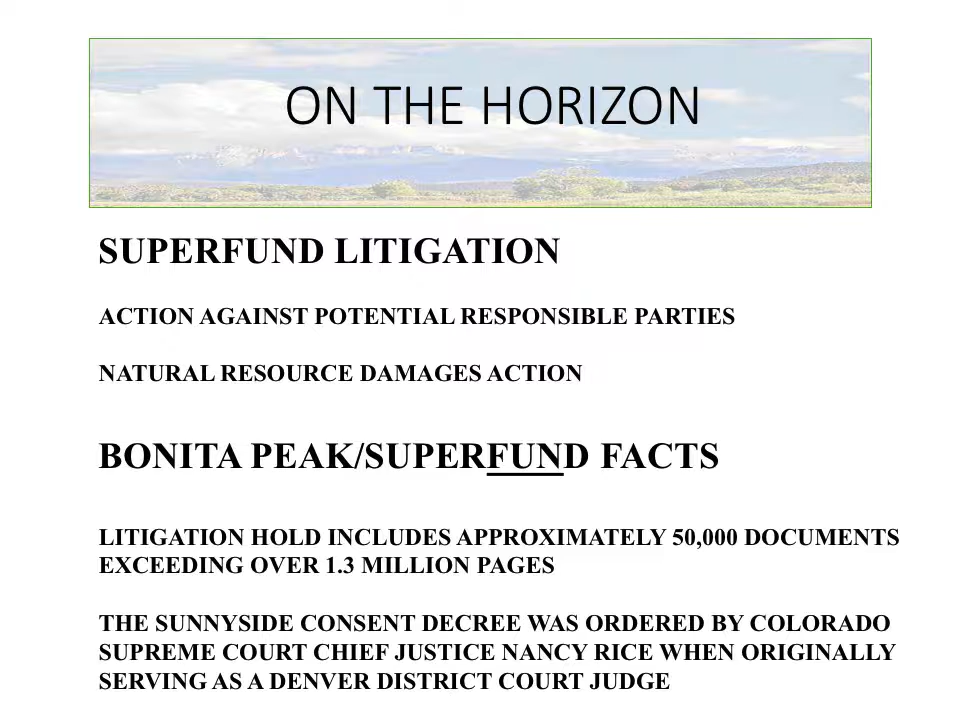 ON THE HORIZON
SUPERFUND LITIGATION
ACTION AGAINST POTENTIAL RESPONSIBLE PARTIES
NATURAL RESOURCE DAMAGES ACTION
BONITA PEAK/SUPERFUND FACTS
LITIGATION HOLD INCLUDES APPROXIMATELY 50,000 DOCUMENTS
EXCEEDING OVER 1.3 MILLION PAGES
THE SUNNYSIDE CONSENT DECREE WAS ORDERED BY COLORADO
SUPREME COURT CHIEF JUSTICE NANCY RICE WHEN ORIGINALLY
SERVING AS A DENVER DISTRICT COURT JUDGE